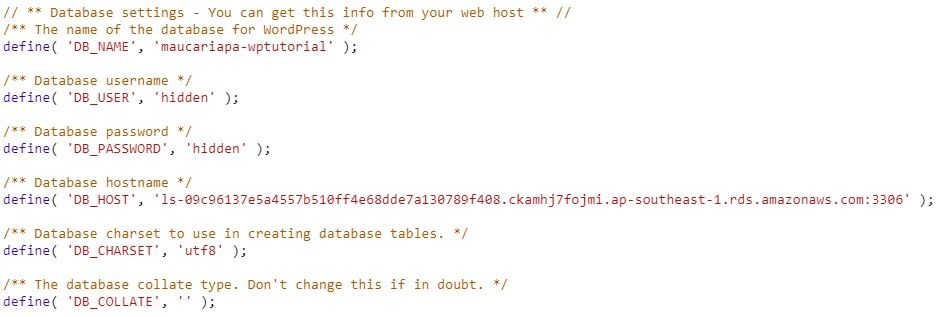 // ** Database settings - You can get this info from your web host ** //
/** The name of the database for WordPress */
define( 'DB_NAME', 'maucariapa-wptutorial' );
/** Database username */
define( 'DB_USER', 'hidden' );
/** Database password */
define( 'DB_PASSWORD', 'hidden' );
/** Database hostname */
define( 'DB_HOST', 'ls-09c96137e5a4557b510ff4e68dde7a130789f408.ckamhj7fojmi.ap-southeast-1.rds.amazonaws.com:3306' );
/** Database charset to use in creating database tables. */
define( 'DB_CHARSET', 'utf8' );
/** The database collate type. Don't change this if in doubt. */
define( 'DB_COLLATE', '' );